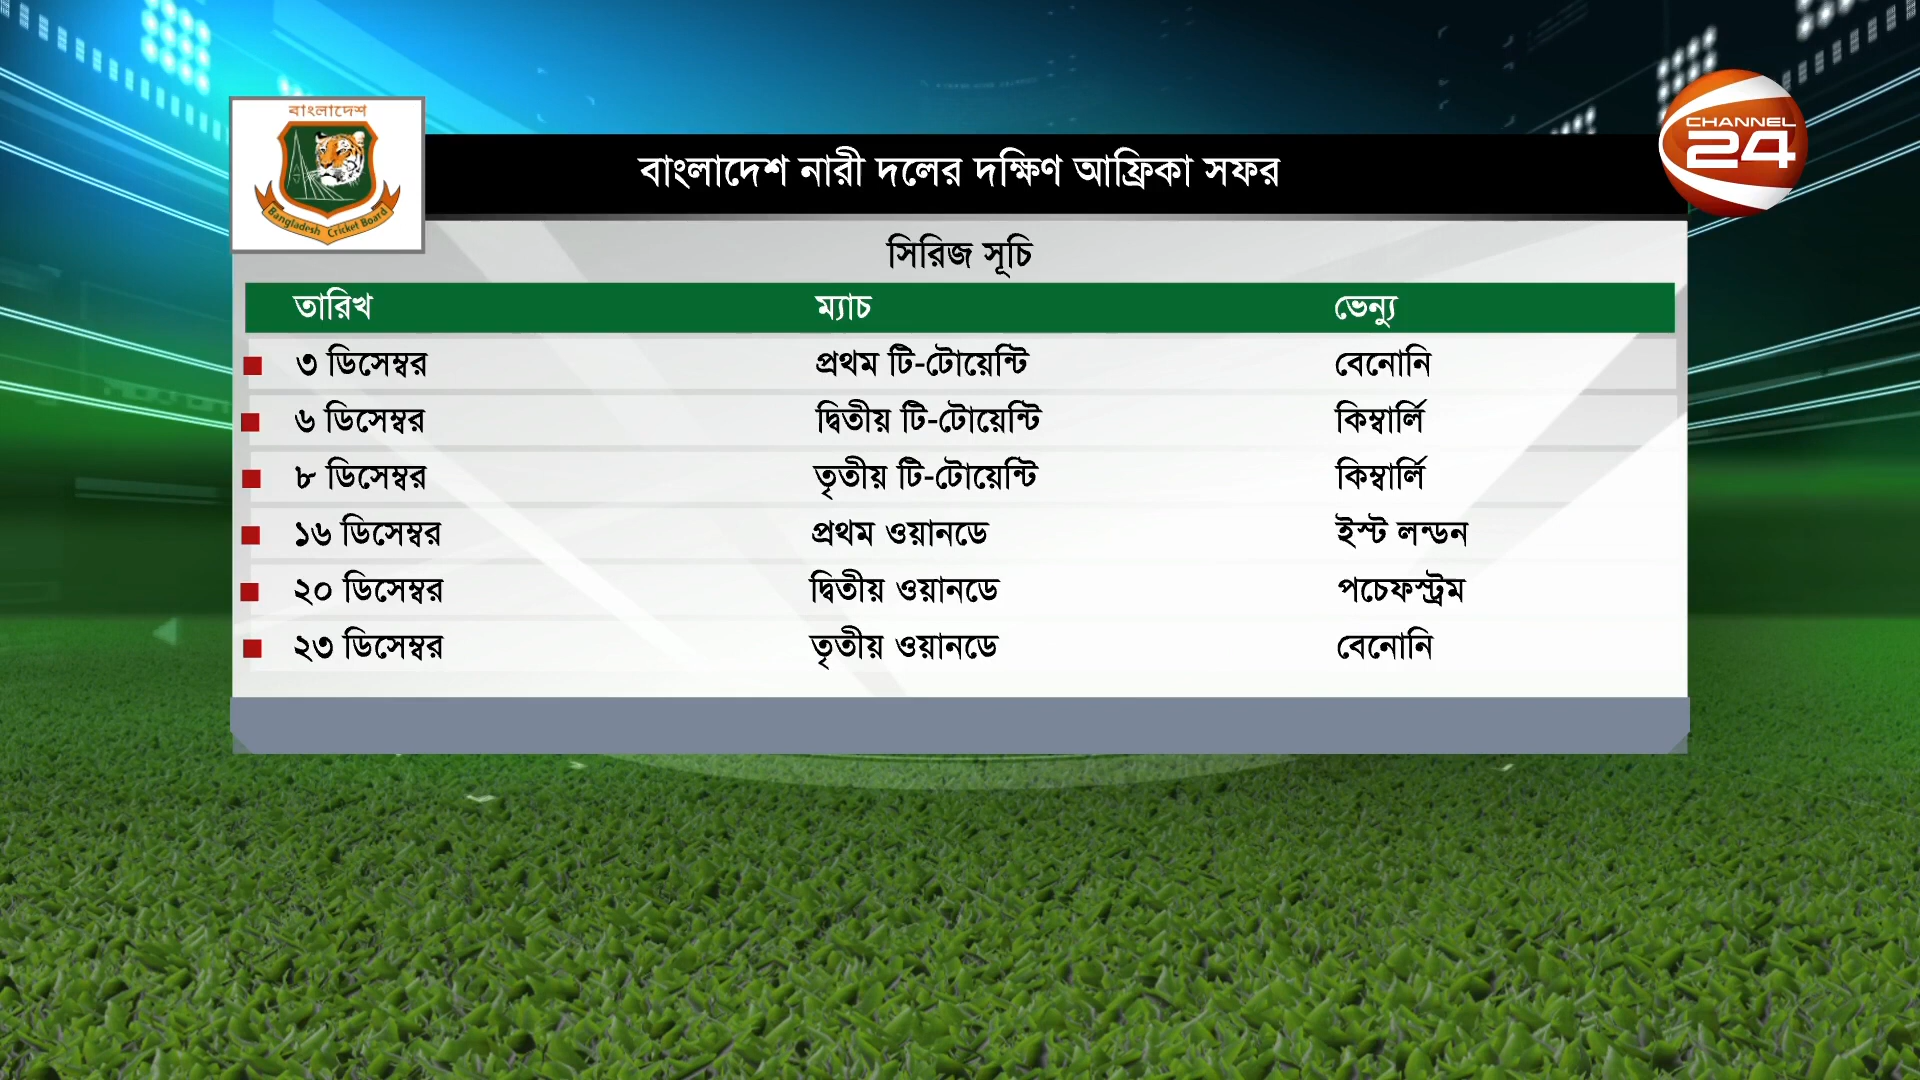 বাংলাদেশ
Bangladesh Cricket Board
বাংলাদেশ নারী দলের দক্ষিণ আফ্রিকা সফর
CHANNEL
24
সিরিজ সূচি
তারিখ ম্যাচ ভেন্যু
৩ ডিসেম্বর প্রথম টি-টোয়েন্টি বেনোনি
৬ ডিসেম্বর দ্বিতীয় টি-টোয়েন্টি কিম্বার্লি
৮ ডিসেম্বর তৃতীয় টি-টোয়েন্টি কিম্বার্লি
১৬ ডিসেম্বর প্রথম ওয়ানডে ইস্ট লন্ডন
২০ ডিসেম্বর দ্বিতীয় ওয়ানডে পচেফস্ট্রম
২৩ ডিসেম্বর তৃতীয় ওয়ানডে বেনোনি